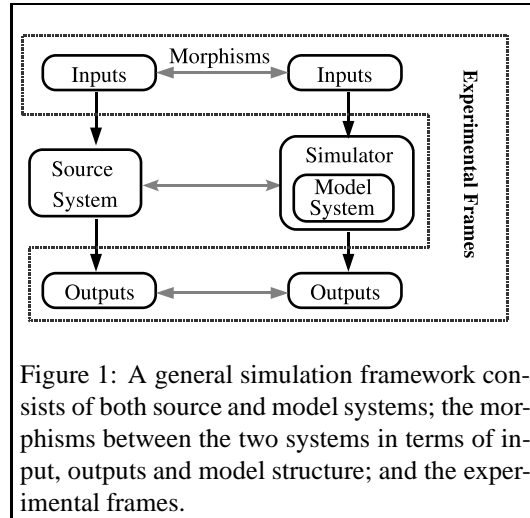 Morphisms
Inputs
Inputs
Source
System
Simulator
Model
System
Outputs
Outputs
Experimental Frames
Figure 1: A general simulation framework con-
sists of both source and model systems; the mor-
phisms between the two systems in terms of in-
put, outputs and model structure; and the exper-
imental frames.